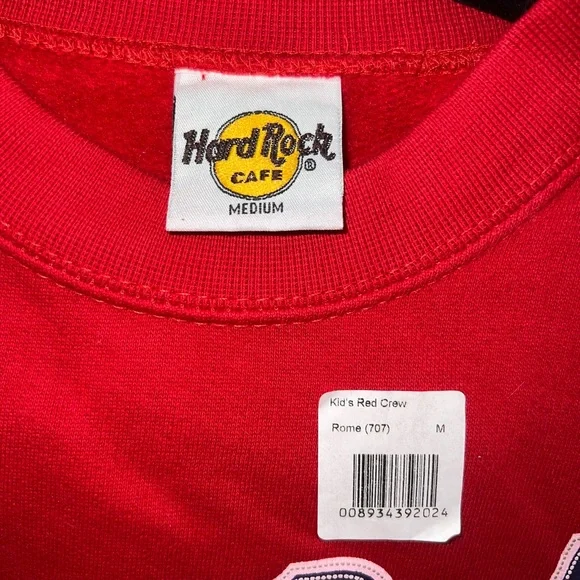 Hard Rock
CAFE ®
MEDIUM
Kid's Red Crew
Rome (707) M
008934392024